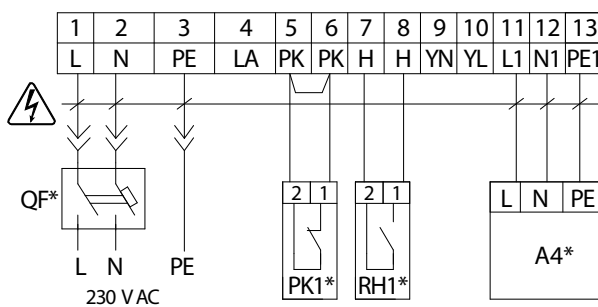 1 2 3 4 5 6 7 8 9 10 11 12 13
L N PE LA PK PK H H YN YL L1 N1 PE1
QF*
2 1 2 1 L N PE
PK1* RH1* A4*
L N PE
230 V AC